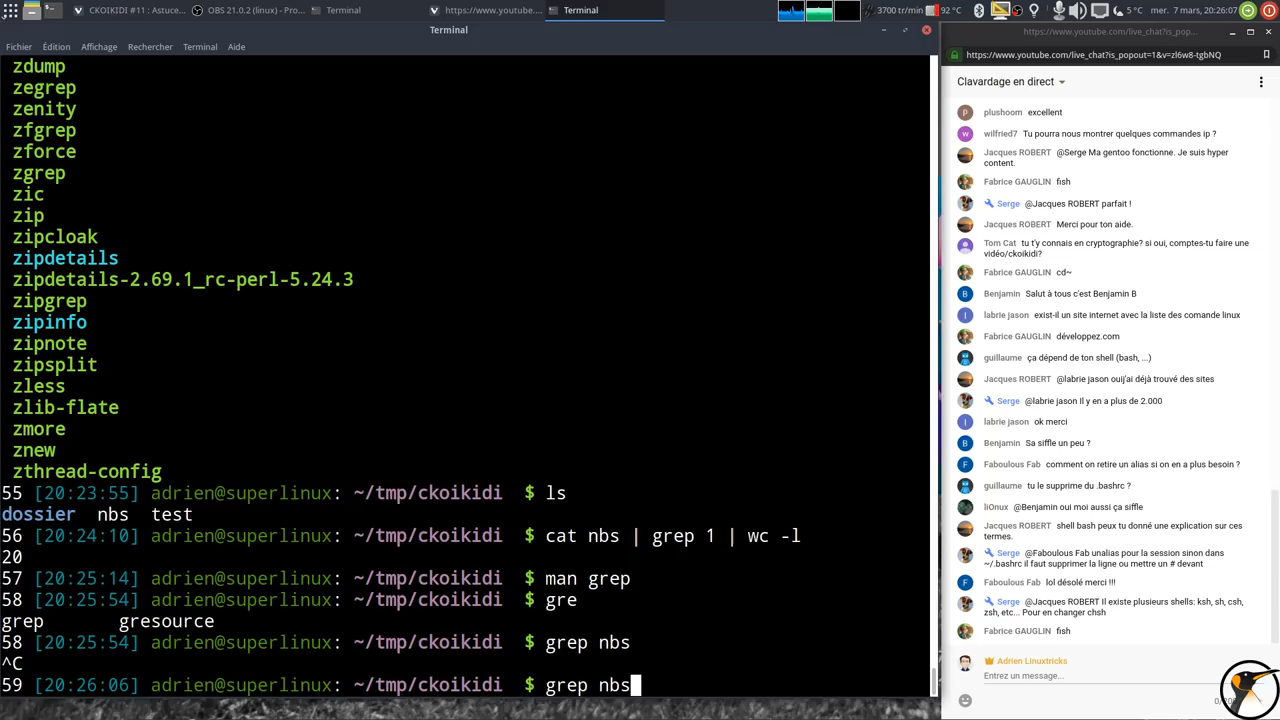 CKOIKIDI #11 : Astuce...
OBS 21.0.2 (linux) - Pro...
Terminal
https://www.youtube....
Terminal
3700 tr/min
92 °C
5 °C
mer. 7 mars, 20:26:07
Terminal
Fichier Édition Affichage Rechercher Terminal Aide
zdump
zegrep
zenity
zfgrep
zforce
zgrep
zic
zip
zipcloak
zipdetails
zipdetails-2.69.1_rc-perl-5.24.3
zipgrep
zipinfo
zipnote
zipsplit
zless
zlib-flate
zmore
znew
zthread-config
55 [20:23:55] adrien@superlinux: ~/tmp/ckoikidi $ ls
dossier nbs test
56 [20:24:10] adrien@superlinux: ~/tmp/ckoikidi $ cat nbs | grep 1 | wc -l
20
57 [20:25:14] adrien@superlinux: ~/tmp/ckoikidi $ man grep
58 [20:25:54] adrien@superlinux: ~/tmp/ckoikidi $ gre
grep gresource
58 [20:25:54] adrien@superlinux: ~/tmp/ckoikidi $ grep nbs
^C
59 [20:26:06] adrien@superlinux: ~/tmp/ckoikidi $ grep nbs
https://www.youtube.com/live_chat?is_pop...
https://www.youtube.com/live_chat?is_popout=1&v=zl6w8-tgbNQ
Clavardage en direct
plushoom excellent
wilfried7 Tu pourra nous montrer quelques commandes ip ?
Jacques ROBERT @Serge Ma gentoo fonctionne. Je suis hyper
content.
Fabrice GAUGLIN fish
Serge @Jacques ROBERT parfait !
Jacques ROBERT Merci pour ton aide.
Tom Cat tu t'y connais en cryptographie? si oui, comptes-tu faire une
vidéo/ckoikidi?
Fabrice GAUGLIN cd~
Benjamin Salut à tous c'est Benjamin B
labrie jason exist-il un site internet avec la liste des comande linux
Fabrice GAUGLIN développez.com
guillaume ça dépend de ton shell (bash, ...)
Jacques ROBERT @labrie jason ouij'ai déjà trouvé des sites
Serge @labrie jason Il y en a plus de 2.000
labrie jason ok merci
Benjamin Sa siffle un peu ?
Faboulous Fab comment on retire un alias si on en a plus besoin ?
guillaume tu le supprime du .bashrc ?
liOnux @Benjamin oui moi aussi ça siffle
Jacques ROBERT shell bash peux tu donné une explication sur ces
termes.
Serge @Faboulous Fab unalias pour la session sinon dans
~/.bashrc il faut supprimer la ligne ou mettre un # devant
Faboulous Fab lol désolé merci !!!
Serge @Jacques ROBERT Il existe plusieurs shells: ksh, sh, csh,
zsh, etc... Pour en changer chsh
Fabrice GAUGLIN fish
Adrien Linuxtricks
Entrez un message...